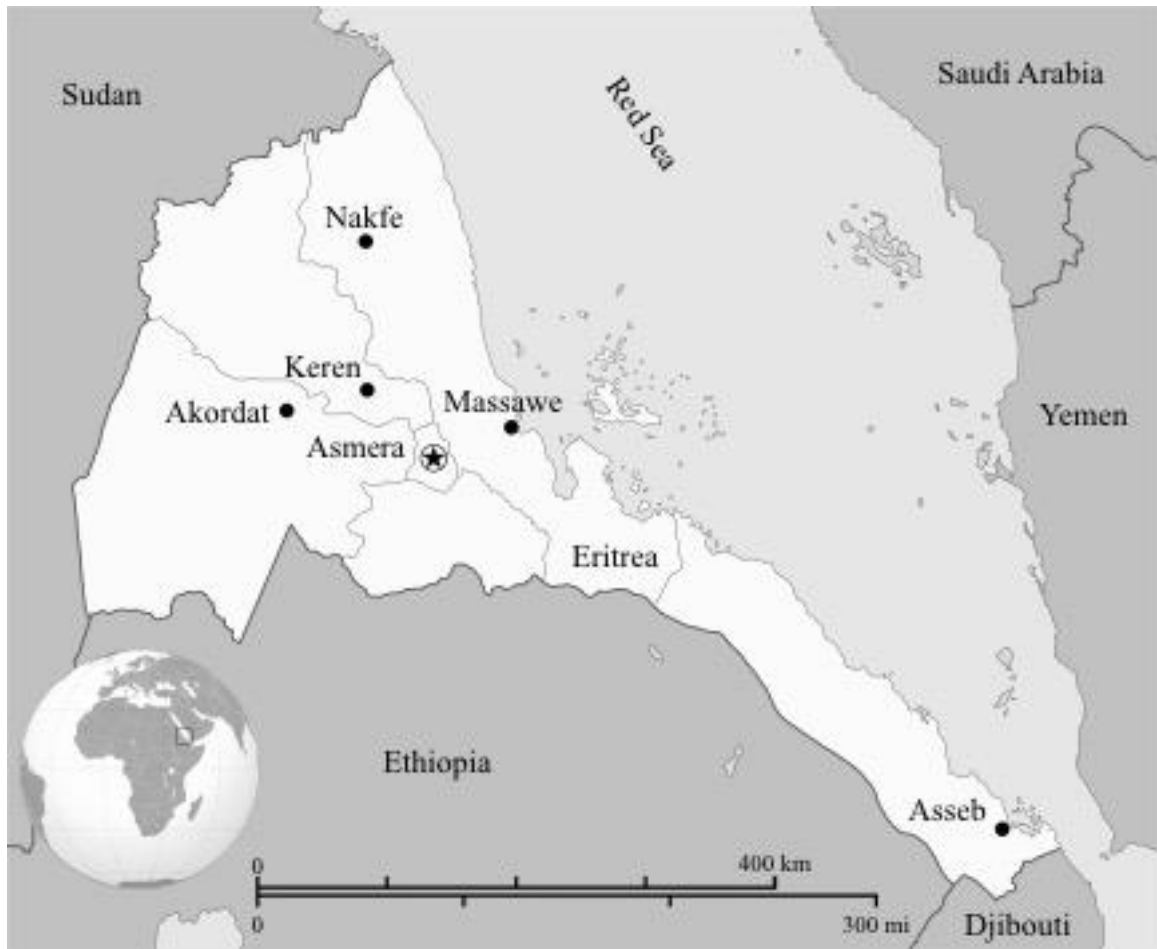 Saudi Arabia
Sudan
Red Sea
Nakfe
Keren
Massawe
Akordat
Yemen
Asmera
Eritrea
Ethiopia
Asseb
0
400 km
0
300 mi
Djibouti